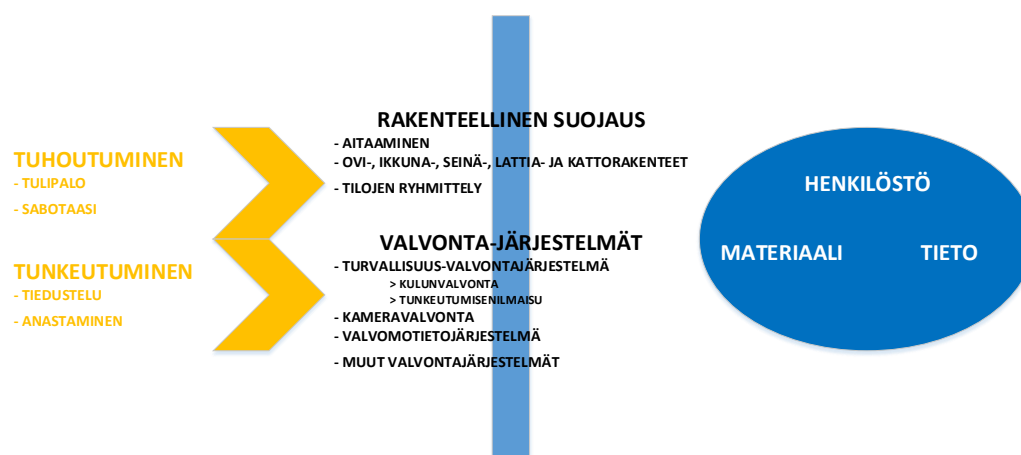 TUHOUTUMINEN
- TULIPALO
- SABOTAASI
TUNKEUTUMINEN
- TIEDUSTELU
- ANASTAMINEN
RAKENTEELLINEN SUOJAUS
- AITAAMINEN
- OVI-, IKKUNA-, SEINÄ-, LATTIA- JA KATTORAKENTEET
- TILOJEN RYHMITTELY
VALVONTA-JÄRJESTELMÄT
- TURVALLISUUS-VALVONTAJÄRJESTELMÄ
> KULUNVALVONTA
> TUNKEUTUMISENILMAISU
- KAMERAVALVONTA
- VALVOMOTIETOJÄRJESTELMÄ
- MUUT VALVONTAJÄRJESTELMÄT
HENKILÖSTÖ
MATERIAALI TIETO